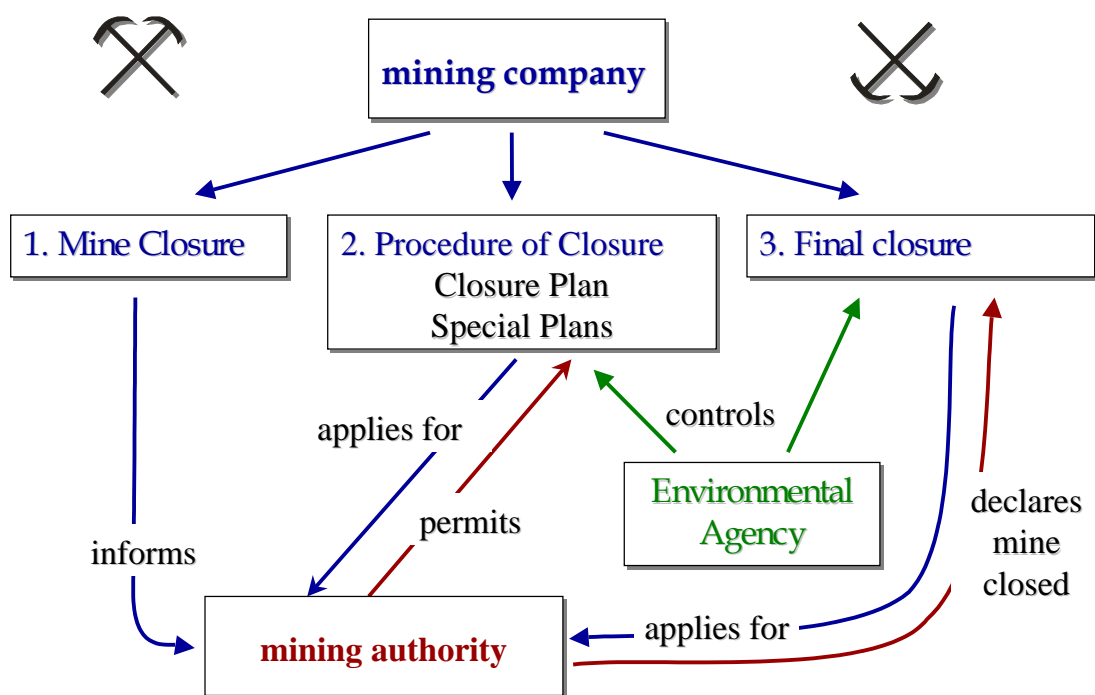 mining company
1. Mine Closure
2. Procedure of Closure
Closure Plan
Special Plans
3. Final closure
applies for
controls
permits
Environmental
Agency
declares
mine
closed
informs
applies for
mining authority